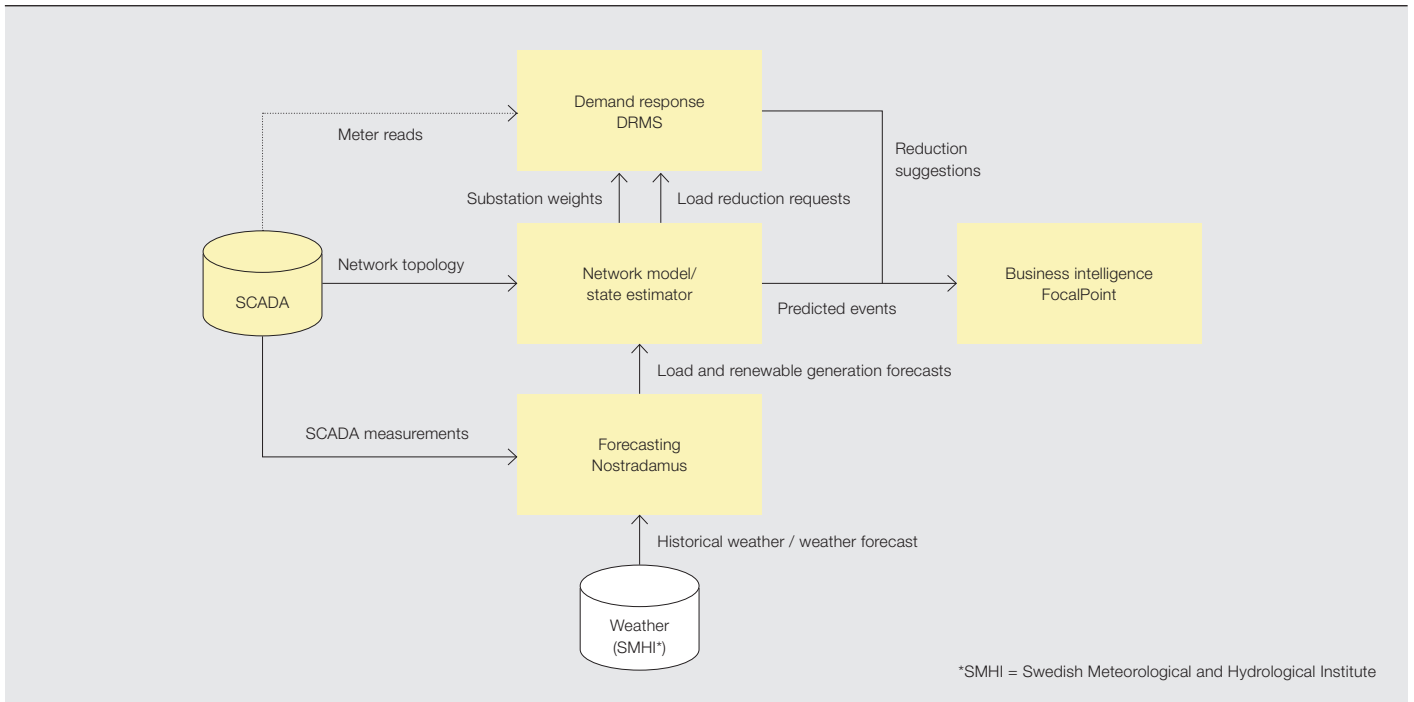 Demand response
DRMS
Meter reads
Reduction
suggestions
Substation weights
Load reduction requests
Network topology
SCADA
Network model/
state estimator
Business intelligence
FocalPoint
Predicted events
Load and renewable generation forecasts
SCADA measurements
Forecasting
Nostradamus
Historical weather / weather forecast
Weather
(SMHI*)
*SMHI = Swedish Meteorological and Hydrological Institute